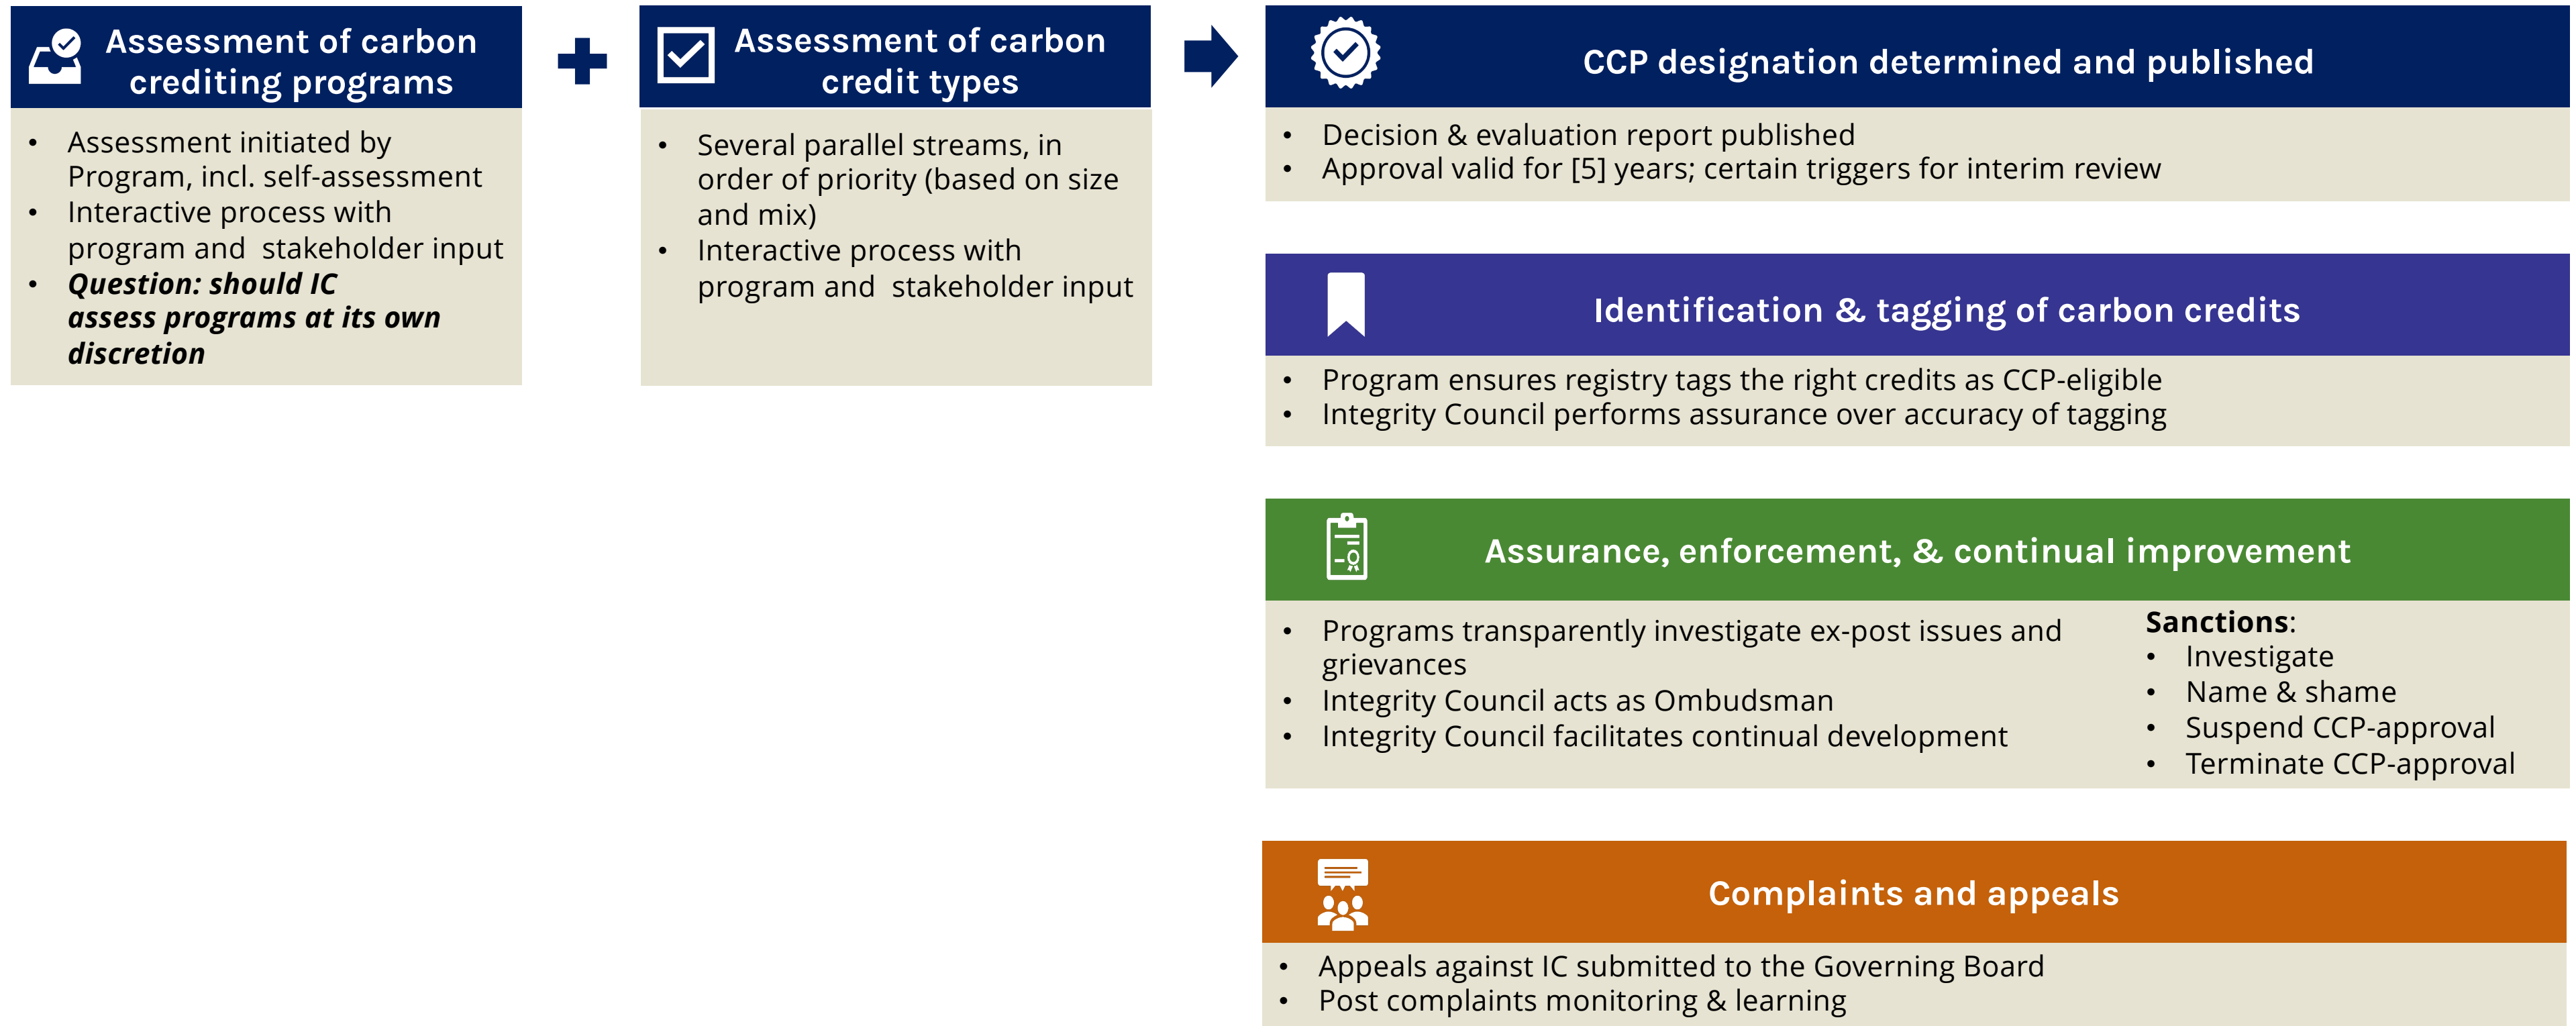 Assessment of carbon
crediting programs
• Assessment initiated by
Program, incl. self-assessment
• Interactive process with
program and  stakeholder input
• Question: should IC
assess programs at its own
discretion
Assessment of carbon
credit types
• Several parallel streams, in
order of priority (based on size
and mix)
• Interactive process with
program and  stakeholder input
CCP designation determined and published
• Decision & evaluation report published
• Approval valid for [5] years; certain triggers for interim review
Identification & tagging of carbon credits
• Program ensures registry tags the right credits as CCP-eligible
• Integrity Council performs assurance over accuracy of tagging
Assurance, enforcement, & continual improvement
• Programs transparently investigate ex-post issues and
grievances
• Integrity Council acts as Ombudsman
• Integrity Council facilitates continual development
Sanctions:
• Investigate
• Name & shame
• Suspend CCP-approval
• Terminate CCP-approval
Complaints and appeals
• Appeals against IC submitted to the Governing Board
• Post complaints monitoring & learning